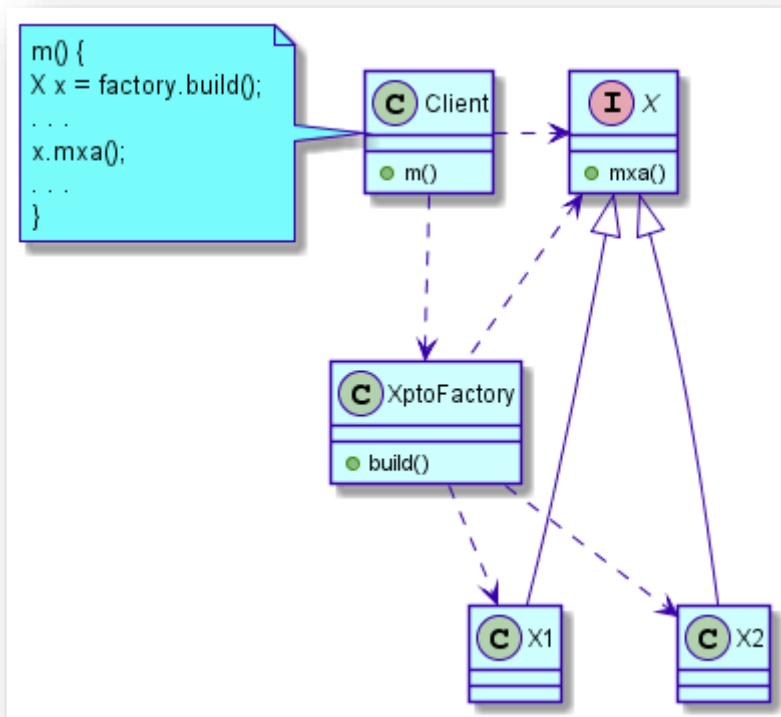 m() {
X x = factory.build();
. . .
x.mxa();
. . .
}
C Client
m()
I X
mxa()
C XptoFactory
build()
C X1
C X2